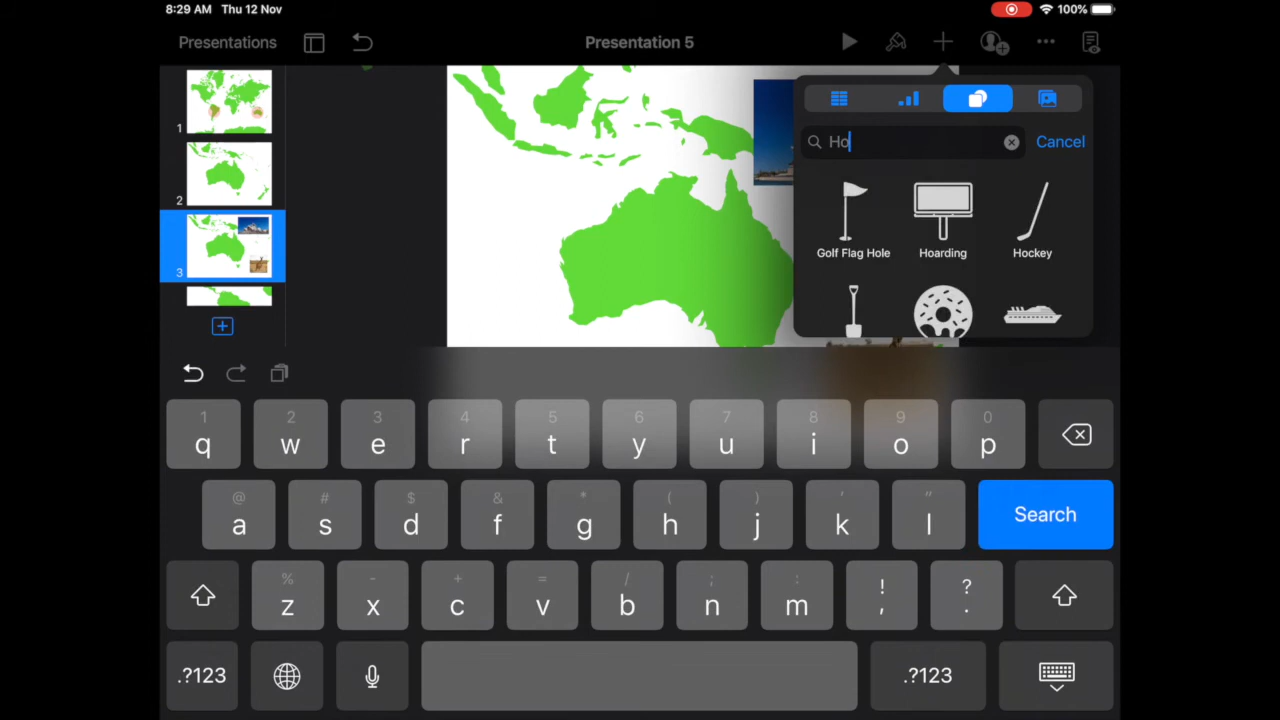 8:29 AM Thu 12 Nov
100%
Presentations
Presentation 5
1
2
3
Ho
Cancel
Golf Flag Hole
Hoarding
Hockey
1 2 3 4 5 6 7 8 9 0
q w e r t y u i o p
@ # $ & * ( ) ' "
a s d f g h j k l
Search
% - + = / ; : ! ?
z x c v b n m , .
.?123
.?123